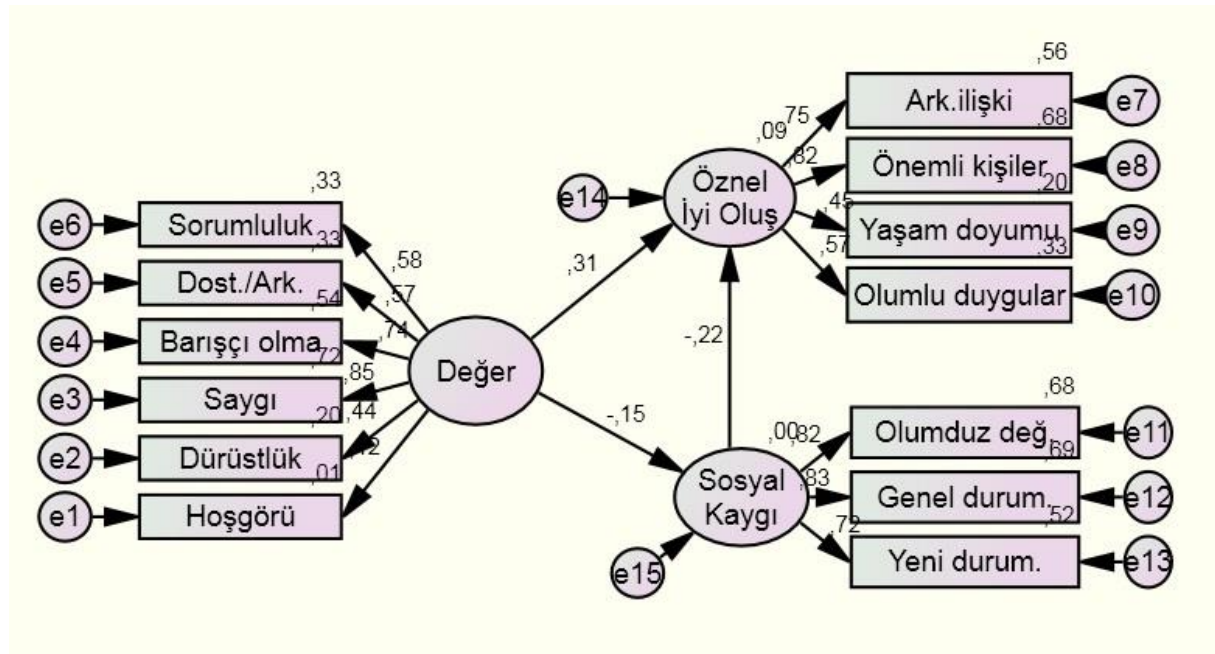 ,33
e6
Sorumluluk
,33
e5
Dost./Ark.
,54
e4
Barışçı olma
,72
e3
Saygı
,20
e2
Dürüstlük
,01
e1
Hoşgörü
,58
,57
,74
,85
,44
,12
Değer
,31
-,15
-,22
e14
,09
Öznel
İyi Oluş
,75
,82
,45
,57
,56
Ark.ilişki
e7
,68
Önemli kişiler
e8
,20
Yaşam doyumu
e9
,33
Olumlu duygular
e10
e15
,00
Sosyal
Kaygı
,82
,83
,72
,68
Olumduz değ.
e11
,69
Genel durum.
e12
,52
Yeni durum.
e13